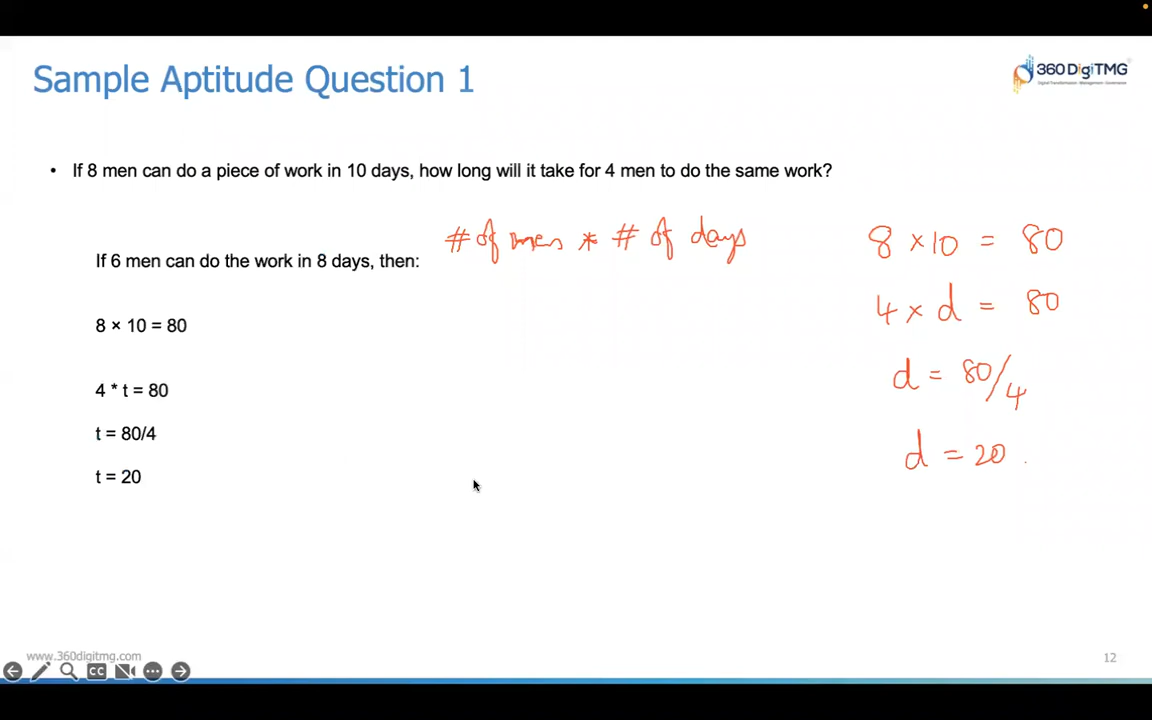 Sample Aptitude Question 1
360DigiTMG
• If 8 men can do a piece of work in 10 days, how long will it take for 4 men to do the same work?
# of men * # of days
If 6 men can do the work in 8 days, then:
8 × 10 = 80
4 * t = 80
t = 80/4
t = 20
8 × 10 = 80
4 × d = 80
d = 80/4
d = 20
www.360digitmg.com
12
CC